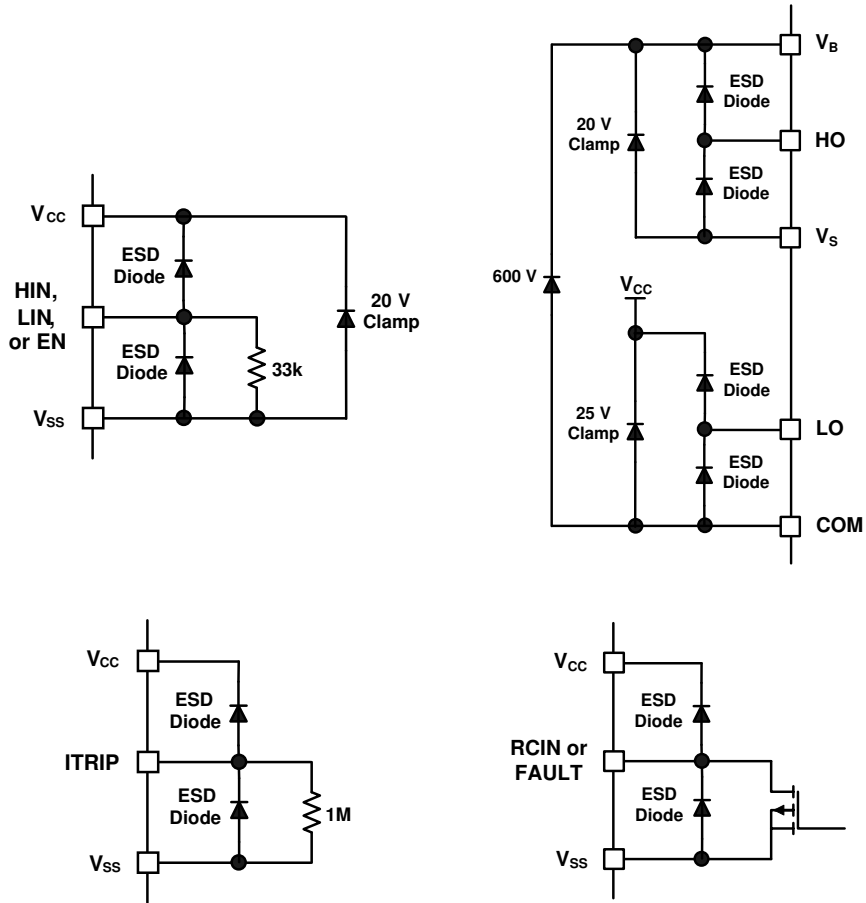 VCC
ESD
Diode
HIN,
LIN,
or EN
ESD
Diode
33k
20 V
Clamp
VSS
VB
ESD
Diode
20 V
Clamp
HO
ESD
Diode
VS
600 V
VCC
ESD
Diode
25 V
Clamp
LO
ESD
Diode
COM
VCC
ESD
Diode
ITRIP
ESD
Diode
1M
VSS
VCC
ESD
Diode
RCIN or
FAULT
ESD
Diode
VSS